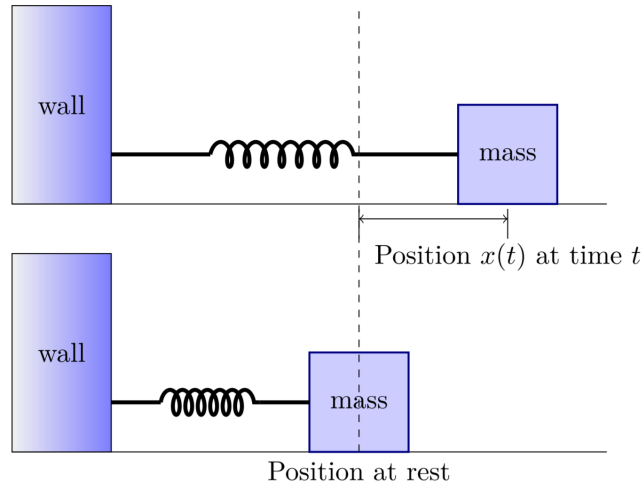 wall
mass
Position x(t) at time t
wall
mass
Position at rest